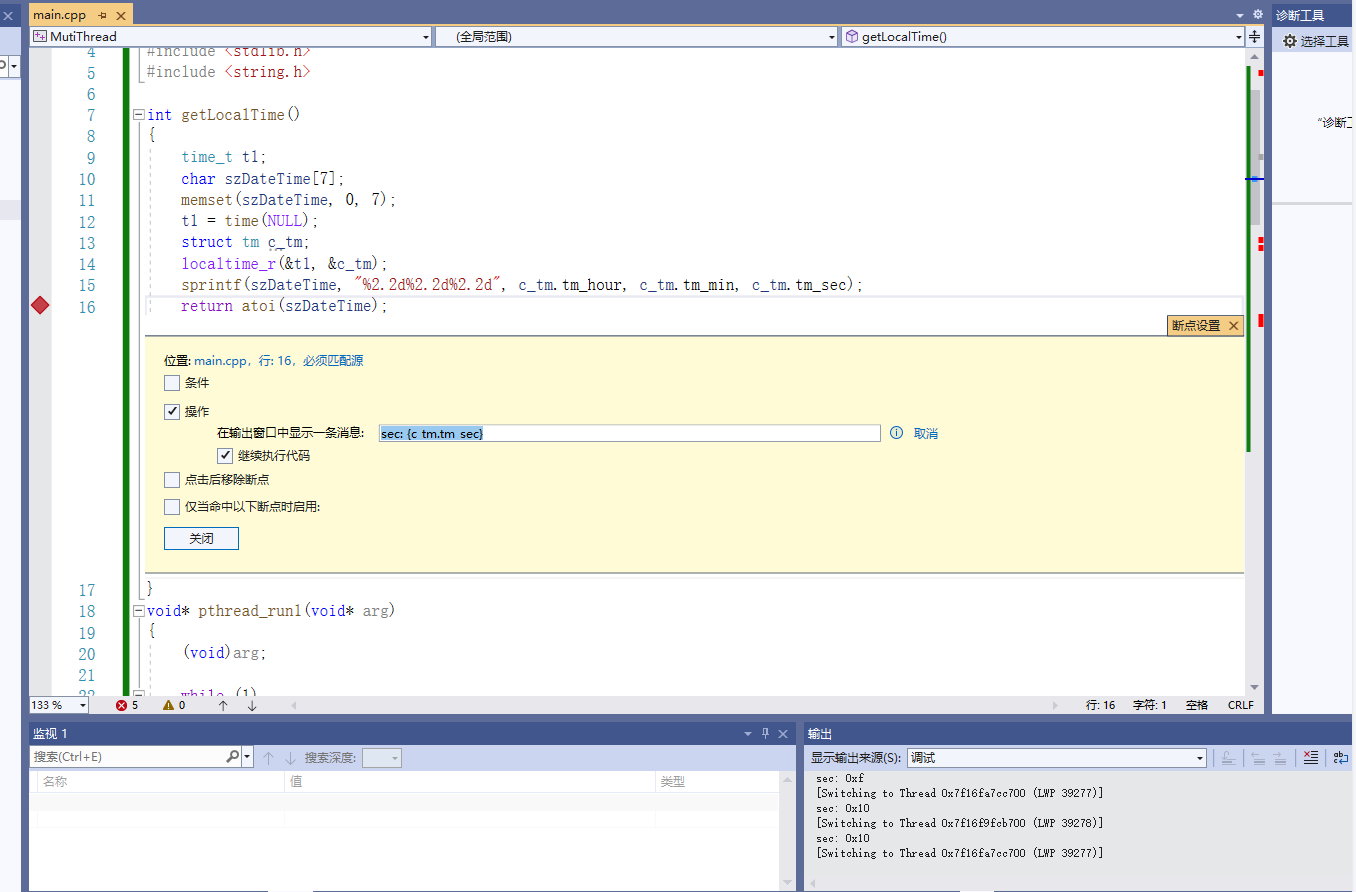 main.cpp
诊断工具
MutiThread
(全局范围)
getLocalTime()
选择工具
4 #include <stdlib.h>
5 #include <string.h>
6
7 int getLocalTime()
8 {
9 time_t t1;
10 char szDateTime[7];
11 memset(szDateTime, 0, 7);
12 t1 = time(NULL);
13 struct tm c_tm;
14 localtime_r(&t1, &c_tm);
15 sprintf(szDateTime, "%2.2d%2.2d%2.2d", c_tm.tm_hour, c_tm.tm_min, c_tm.tm_sec);
16 return atoi(szDateTime);
“诊断工
断点设置
位置: main.cpp，行: 16，必须匹配源
条件
操作
在输出窗口中显示一条消息: sec: {c_tm.tm_sec} 取消
继续执行代码
点击后移除断点
仅当命中以下断点时启用:
关闭
17 }
18 void* pthread_run1(void* arg)
19 {
20 (void)arg;
21
22 while (1)
133 % 5 0 行: 16 字符: 1 空格 CRLF
监视 1
搜索(Ctrl+E) 搜索深度:
名称 值 类型
输出
显示输出来源(S): 调试
sec: 0xf
[Switching to Thread 0x7f16fa7cc700 (LWP 39277)]
sec: 0x10
[Switching to Thread 0x7f16f9fcb700 (LWP 39278)]
sec: 0x10
[Switching to Thread 0x7f16fa7cc700 (LWP 39277)]